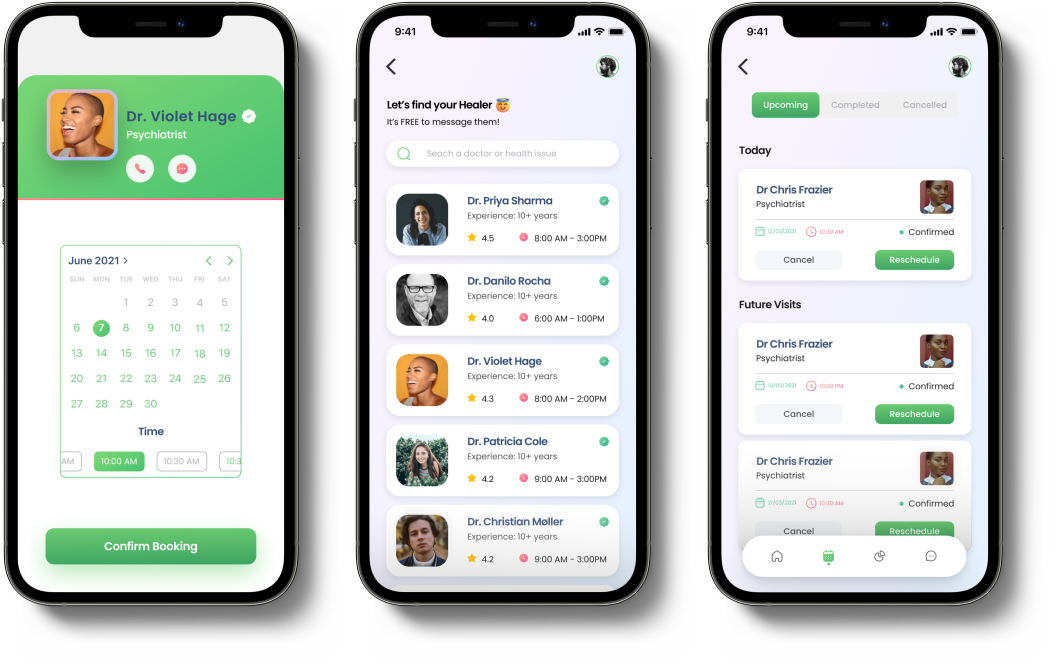 Dr. Violet Hage
Psychiatrist
June 2021
SUN MON TUE WED THU FRI SAT
1 2 3 4 5
6 7 8 9 10 11 12
13 14 15 16 17 18 19
20 21 22 23 24 25 26
27 28 29 30
Time
AM 10:00 AM 10:30 AM 10:3
Confirm Booking
9:41
Let's find your Healer
It's FREE to message them!
Seach a doctor or health issue
Dr. Priya Sharma
Experience: 10+ years
4.5 8:00 AM - 3:00PM
Dr. Danilo Rocha
Experience: 10+ years
4.0 6:00 AM - 1:00PM
Dr. Violet Hage
Experience: 10+ years
4.3 8:00 AM - 2:00PM
Dr. Patricia Cole
Experience: 10+ years
4.2 9:00 AM - 3:00PM
Dr. Christian Møller
Experience: 10+ years
4.2 9:00 AM - 3:00PM
9:41
Upcoming Completed Cancelled
Today
Dr Chris Frazier
Psychiatrist
12/03/2021 10:30 AM Confirmed
Cancel Reschedule
Future Visits
Dr Chris Frazier
Psychiatrist
16/03/2021 01:00 PM Confirmed
Cancel Reschedule
Dr Chris Frazier
Psychiatrist
21/03/2021 10:30 AM Confirmed
Cancel Reschedule